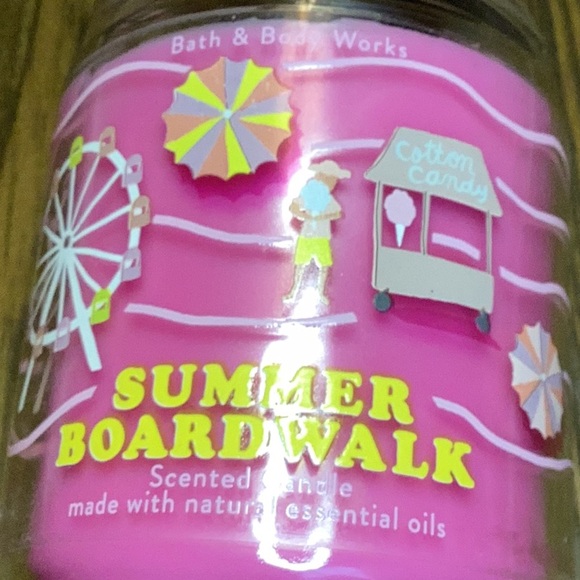 Bath & Body Works
Cotton
Candy
SUMMER
BOARDWALK
Scented Candle
made with natural essential oils